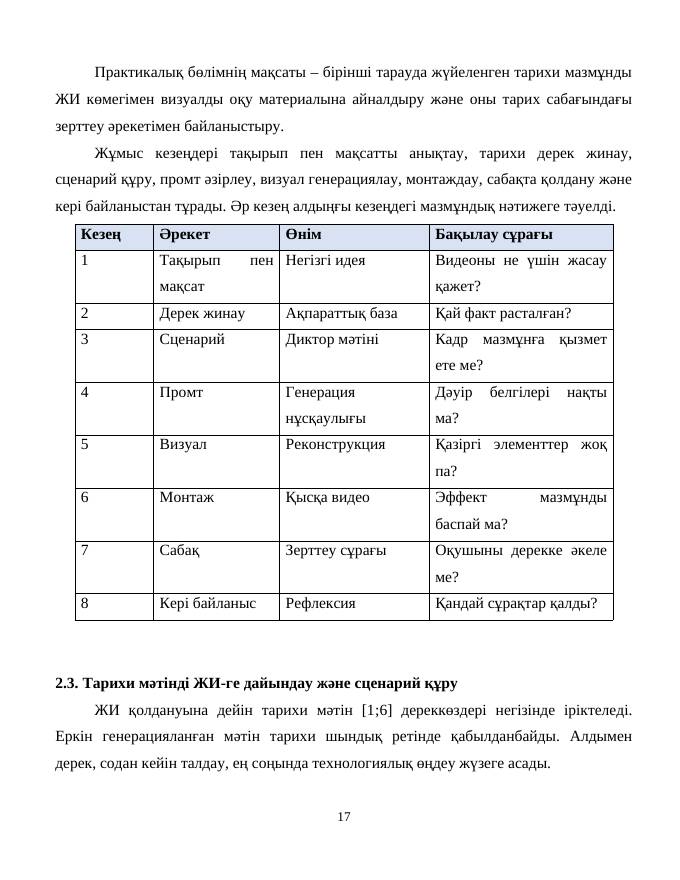 Практикалық бөлімнің мақсаты – бірінші тарауда жүйеленген тарихи мазмұнды
ЖИ көмегімен визуалды оқу материалына айналдыру және оны тарих сабағындағы
зерттеу әрекетімен байланыстыру.
Жұмыс кезеңдері тақырып пен мақсатты анықтау, тарихи дерек жинау,
сценарий құру, промт әзірлеу, визуал генерациялау, монтаждау, сабақта қолдану және
кері байланыстан тұрады. Әр кезең алдыңғы кезеңдегі мазмұндық нәтижеге тәуелді.
Кезең Әрекет Өнім Бақылау сұрағы
1 Тақырып пен Негізгі идея Видеоны не үшін жасау
мақсат қажет?
2 Дерек жинау Ақпараттық база Қай факт расталған?
3 Сценарий Диктор мәтіні Кадр мазмұнға қызмет
ете ме?
4 Промт Генерация Дәуір белгілері нақты
нұсқаулығы ма?
5 Визуал Реконструкция Қазіргі элементтер жоқ
па?
6 Монтаж Қысқа видео Эффект мазмұнды
баспай ма?
7 Сабақ Зерттеу сұрағы Оқушыны дерекке әкеле
ме?
8 Кері байланыс Рефлексия Қандай сұрақтар қалды?
2.3. Тарихи мәтінді ЖИ-ге дайындау және сценарий құру
ЖИ қолдануына дейін тарихи мәтін [1;6] дереккөздері негізінде іріктеледі.
Еркін генерацияланған мәтін тарихи шындық ретінде қабылданбайды. Алдымен
дерек, содан кейін талдау, ең соңында технологиялық өңдеу жүзеге асады.
17